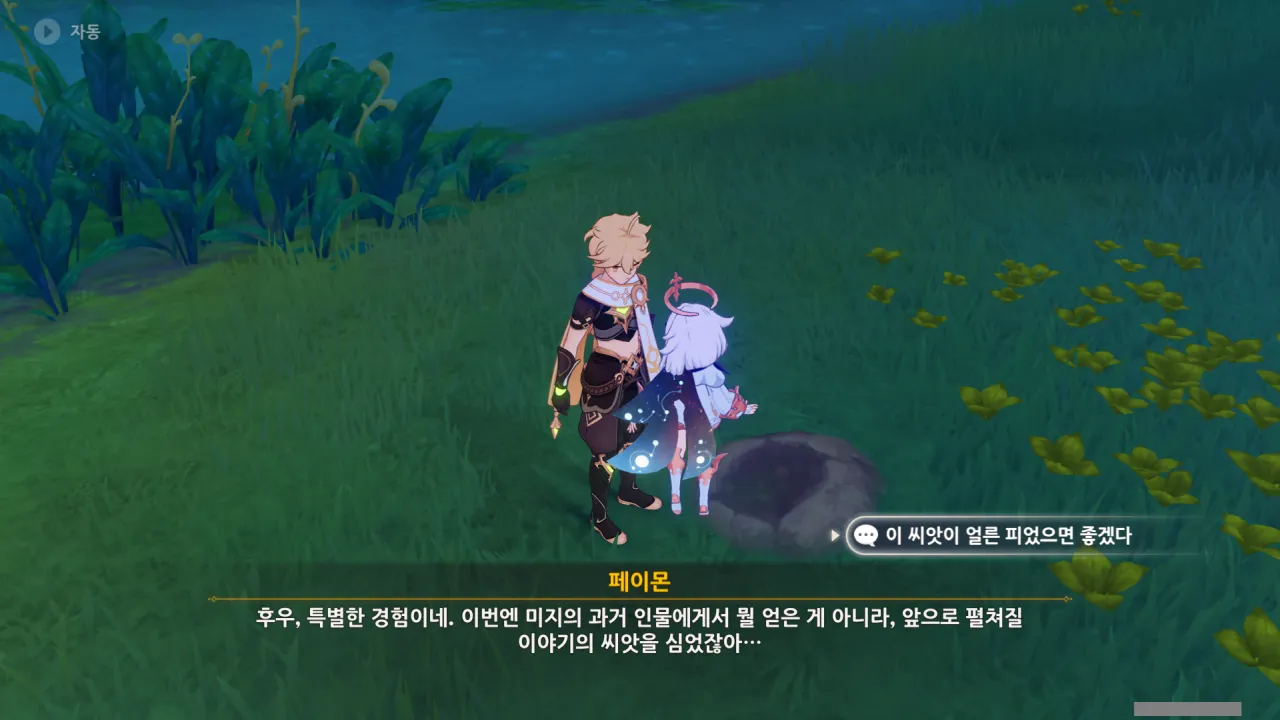 자동
이 씨앗이 얼른 피었으면 좋겠다
페이몬
후우, 특별한 경험이네. 이번엔 미지의 과거 인물에게서 뭘 얻은 게 아니라, 앞으로 펼쳐질
이야기의 씨앗을 심었잖아…